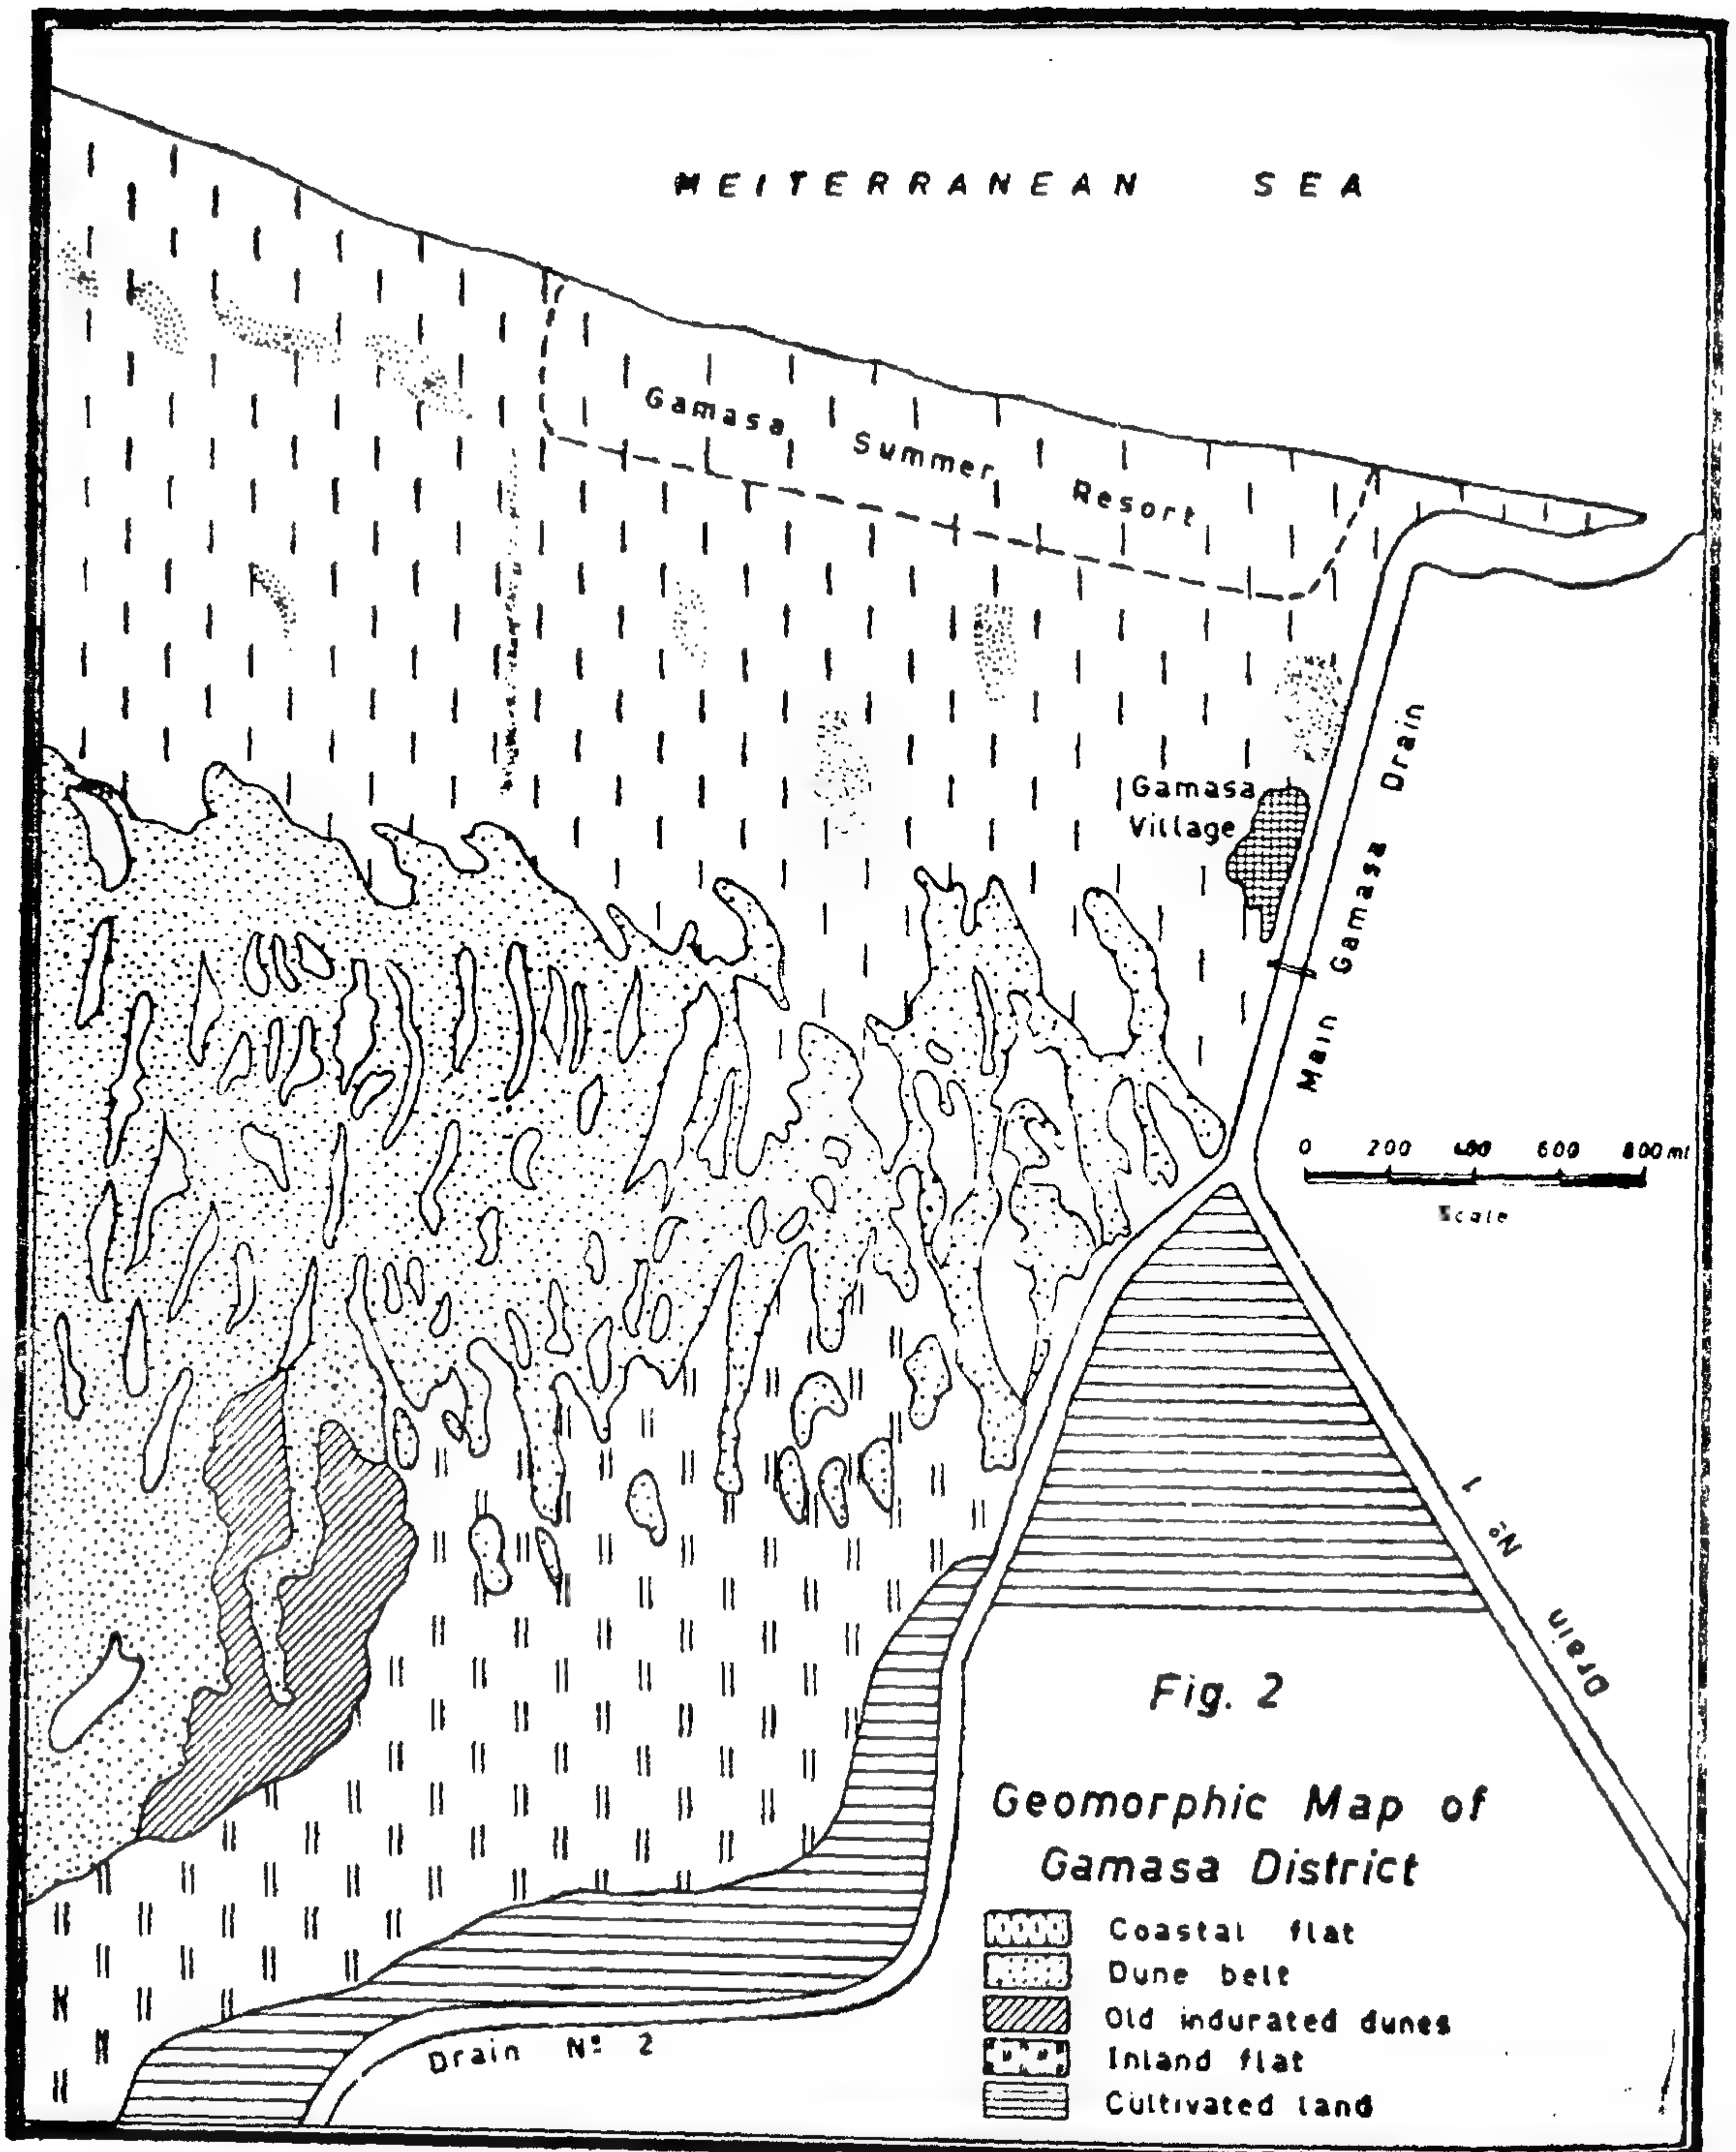 MEITERRANEAN SEA
Gamasa Summer Resort
Gamasa
Village
Main Gamasa Drain
0 200 400 600 800 mt
Scale
Drain Nº 1
Drain Nº 2
Fig. 2
Geomorphic Map of
Gamasa District
Coastal flat
Dune belt
Old indurated dunes
Inland flat
Cultivated land